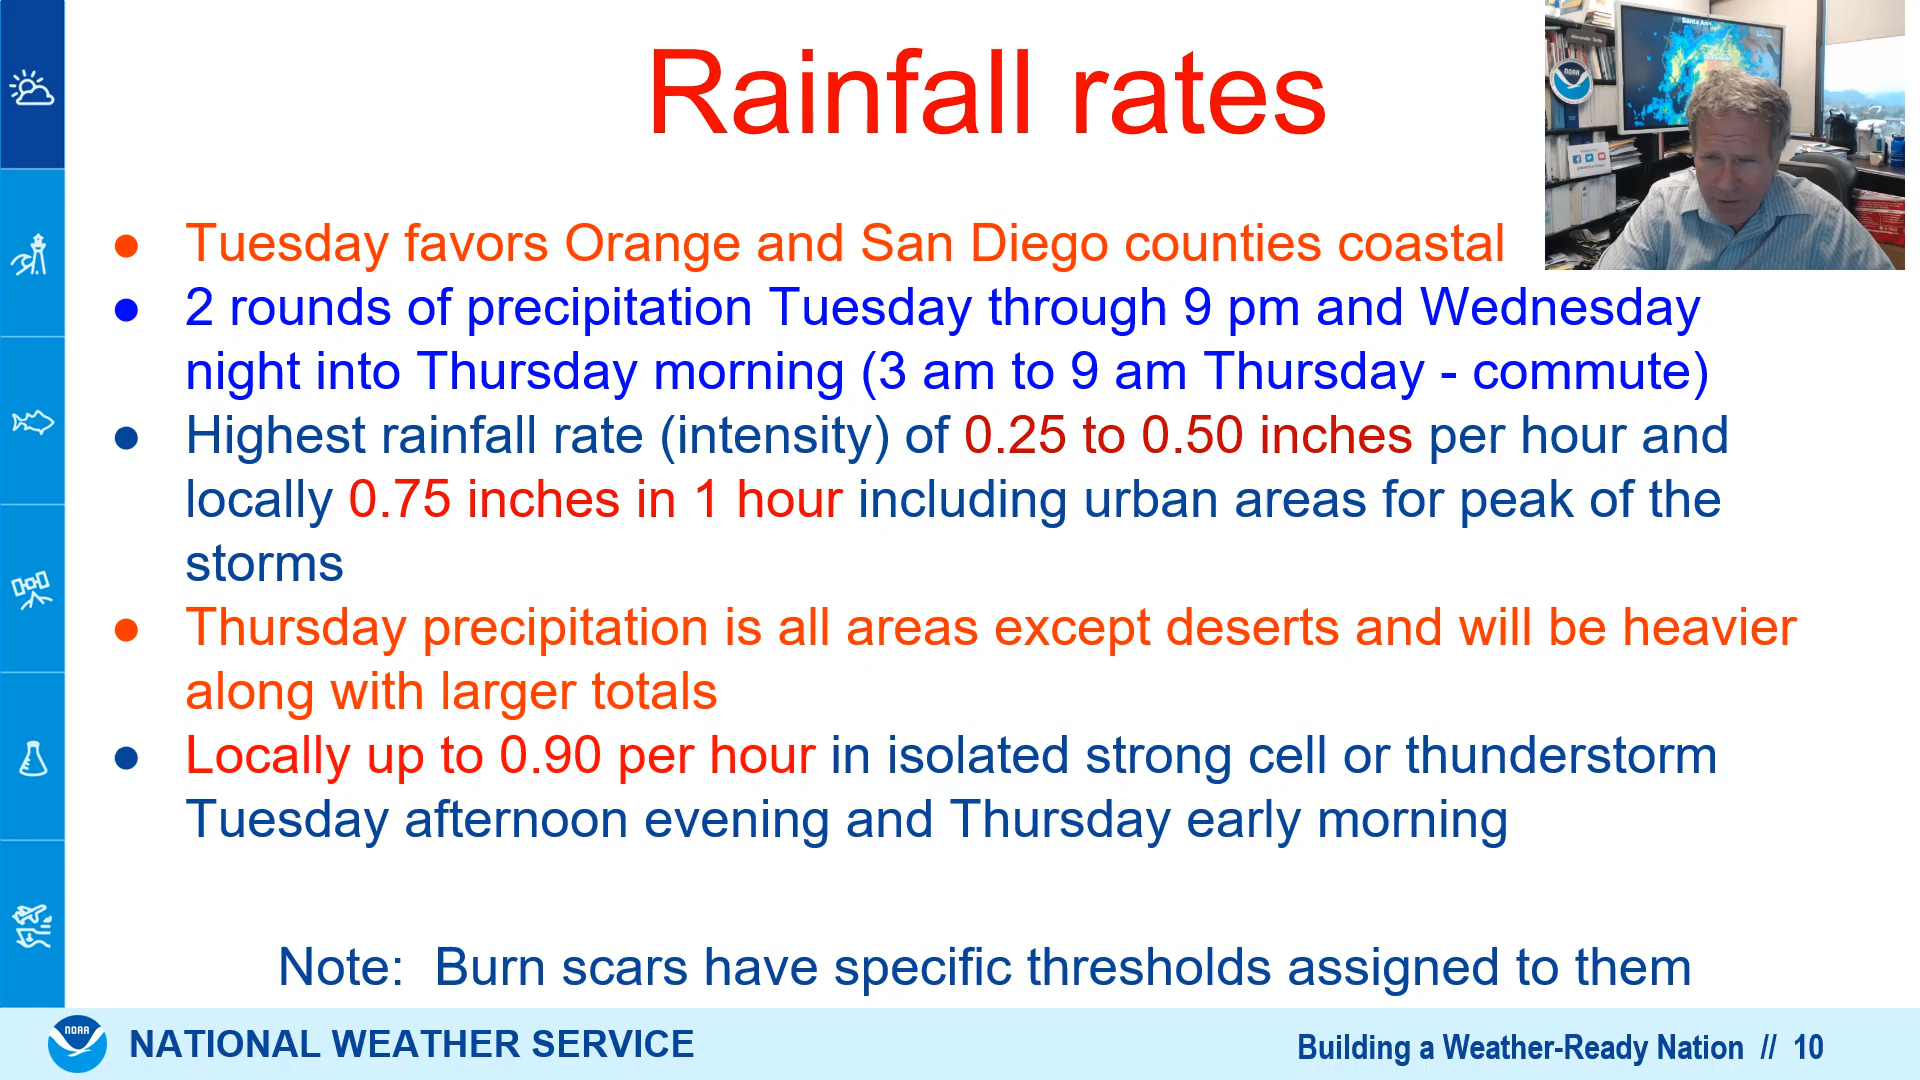 Rainfall rates
Tuesday favors Orange and San Diego counties coastal
2 rounds of precipitation Tuesday through 9 pm and Wednesday
night into Thursday morning (3 am to 9 am Thursday - commute)
Highest rainfall rate (intensity) of 0.25 to 0.50 inches per hour and
locally 0.75 inches in 1 hour including urban areas for peak of the
storms
Thursday precipitation is all areas except deserts and will be heavier
along with larger totals
Locally up to 0.90 per hour in isolated strong cell or thunderstorm
Tuesday afternoon evening and Thursday early morning
Note: Burn scars have specific thresholds assigned to them
NOAA
NATIONAL WEATHER SERVICE
Building a Weather-Ready Nation // 10
Santa Ana
NOAA